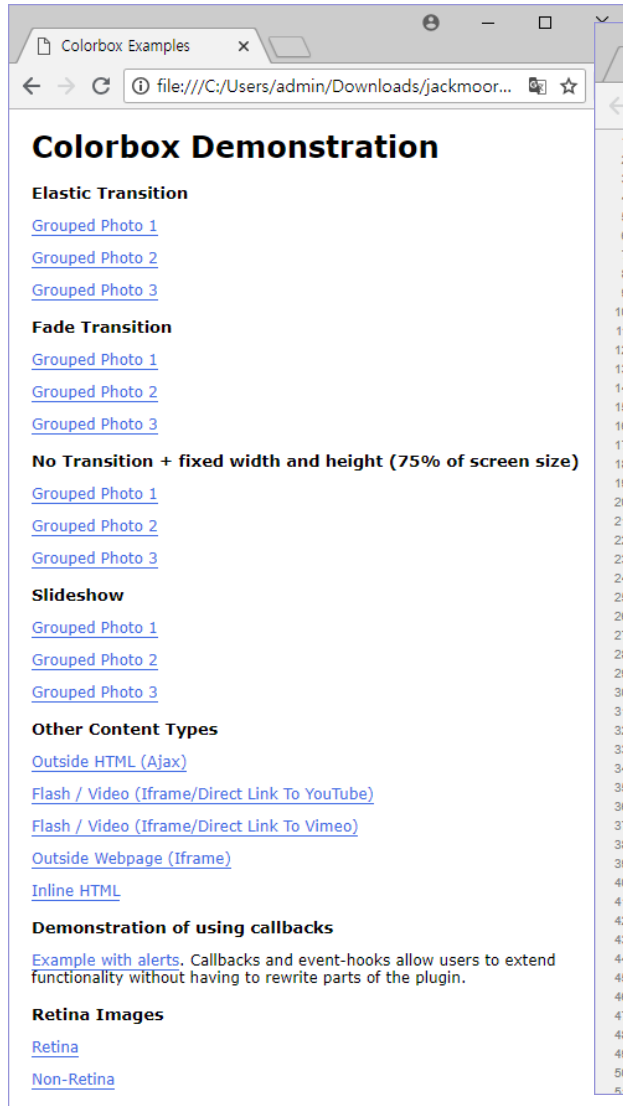 Colorbox Examples
file:///C:/Users/admin/Downloads/jackmoor...
Colorbox Demonstration
Elastic Transition
Grouped Photo 1
Grouped Photo 2
Grouped Photo 3
Fade Transition
Grouped Photo 1
Grouped Photo 2
Grouped Photo 3
No Transition + fixed width and height (75% of screen size)
Grouped Photo 1
Grouped Photo 2
Grouped Photo 3
Slideshow
Grouped Photo 1
Grouped Photo 2
Grouped Photo 3
Other Content Types
Outside HTML (Ajax)
Flash / Video (Iframe/Direct Link To YouTube)
Flash / Video (Iframe/Direct Link To Vimeo)
Outside Webpage (Iframe)
Inline HTML
Demonstration of using callbacks
Example with alerts. Callbacks and event-hooks allow users to extend
functionality without having to rewrite parts of the plugin.
Retina Images
Retina
Non-Retina